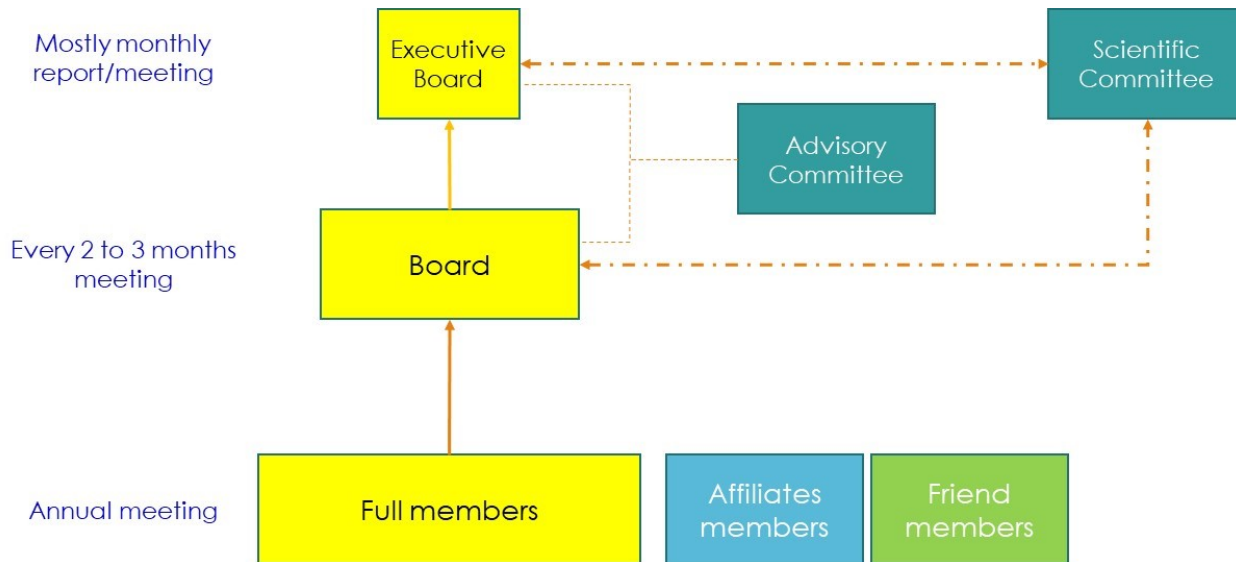 Mostly monthly
report/meeting
Executive
Board
Scientific
Committee
Advisory
Committee
Every 2 to 3 months
meeting
Board
Annual meeting
Full members
Affiliates
members
Friend
members